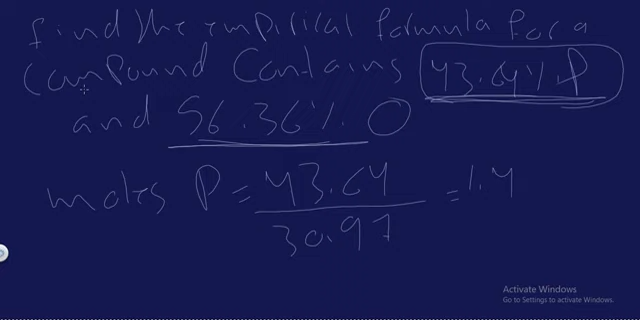 find the empirical formula for a
compound contains 43.64% P
and 56.36% O
moles P = 43.64 / 30.97 = 1.4
Activate Windows
Go to Settings to activate Windows.